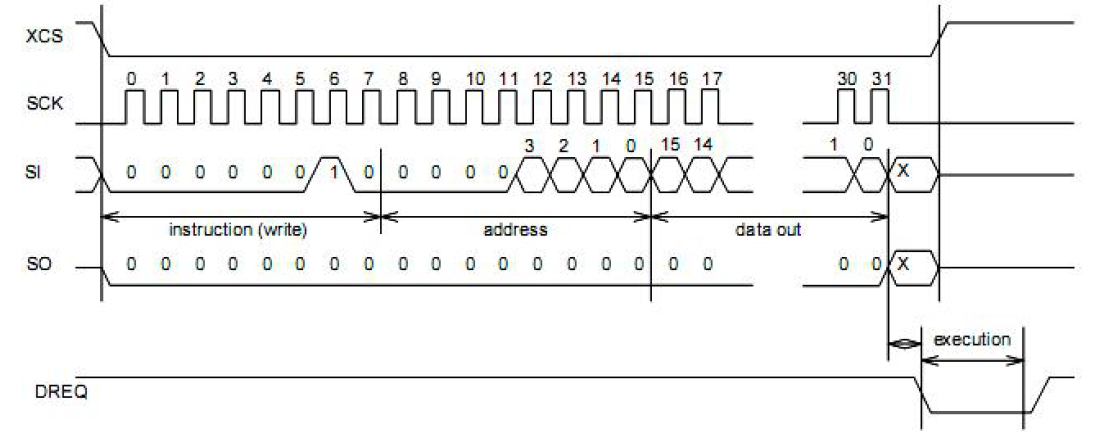 XCS
0 1 2 3 4 5 6 7 8 9 10 11 12 13 14 15 16 17 30 31
SCK
3 2 1 0 15 14 1 0
SI 0 0 0 0 0 0 1 0 0 0 0 0 X
instruction (write) address data out
SO 0 0 0 0 0 0 0 0 0 0 0 0 0 0 0 0 0 0 0 0 X
execution
DREQ